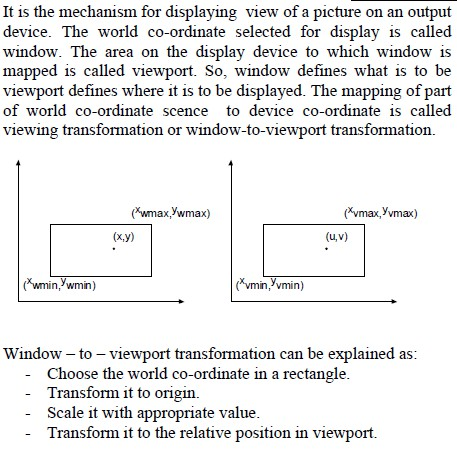 It is the mechanism for displaying view of a picture on an output
device. The world co-ordinate selected for display is called
window. The area on the display device to which window is
mapped is called viewport. So, window defines what is to be
viewport defines where it is to be displayed. The mapping of part
of world co-ordinate scence to device co-ordinate is called
viewing transformation or window-to-viewport transformation.
(xwmax,ywmax)
(x,y)
(xwmin,ywmin)
(xvmax,yvmax)
(u,v)
(xvmin,yvmin)
Window – to – viewport transformation can be explained as:
- Choose the world co-ordinate in a rectangle.
- Transform it to origin.
- Scale it with appropriate value.
- Transform it to the relative position in viewport.